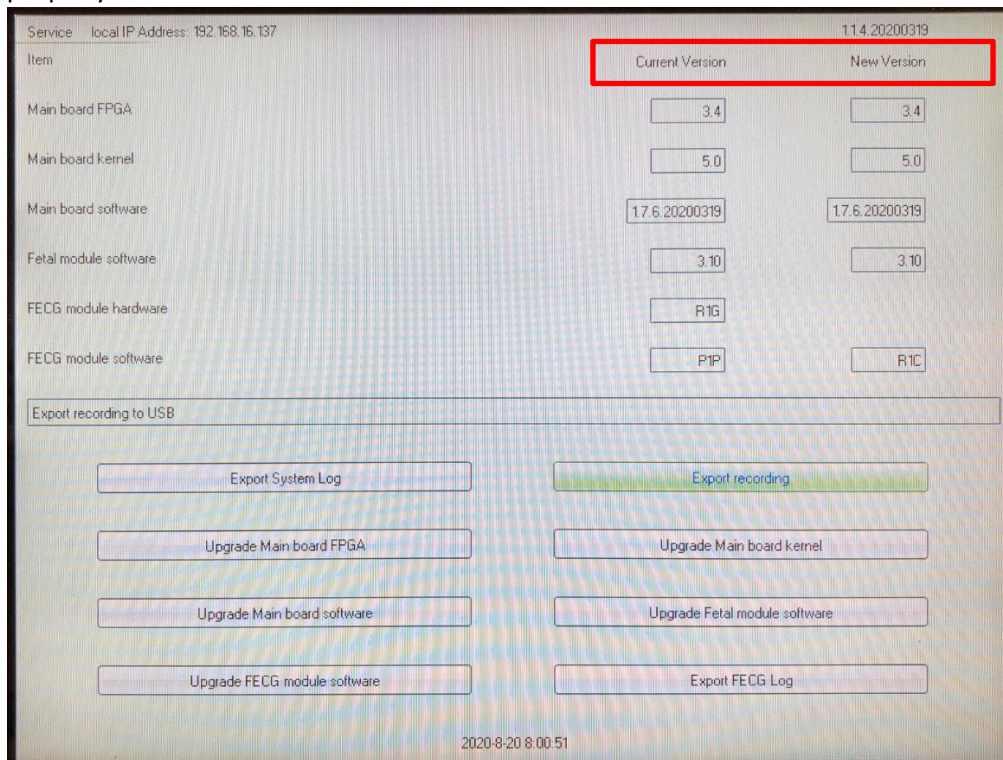 Service local IP Address: 192.168.16.137 1.1.4.20200319
Item Current Version New Version
Main board FPGA 3.4 3.4
Main board kernel 5.0 5.0
Main board software 1.7.6.20200319 1.7.6.20200319
Fetal module software 3.10 3.10
FECG module hardware R1G
FECG module software P1P R1C
Export recording to USB
Export System Log Export recording
Upgrade Main board FPGA Upgrade Main board kernel
Upgrade Main board software Upgrade Fetal module software
Upgrade FECG module software Export FECG Log
2020-8-20 8:00:51